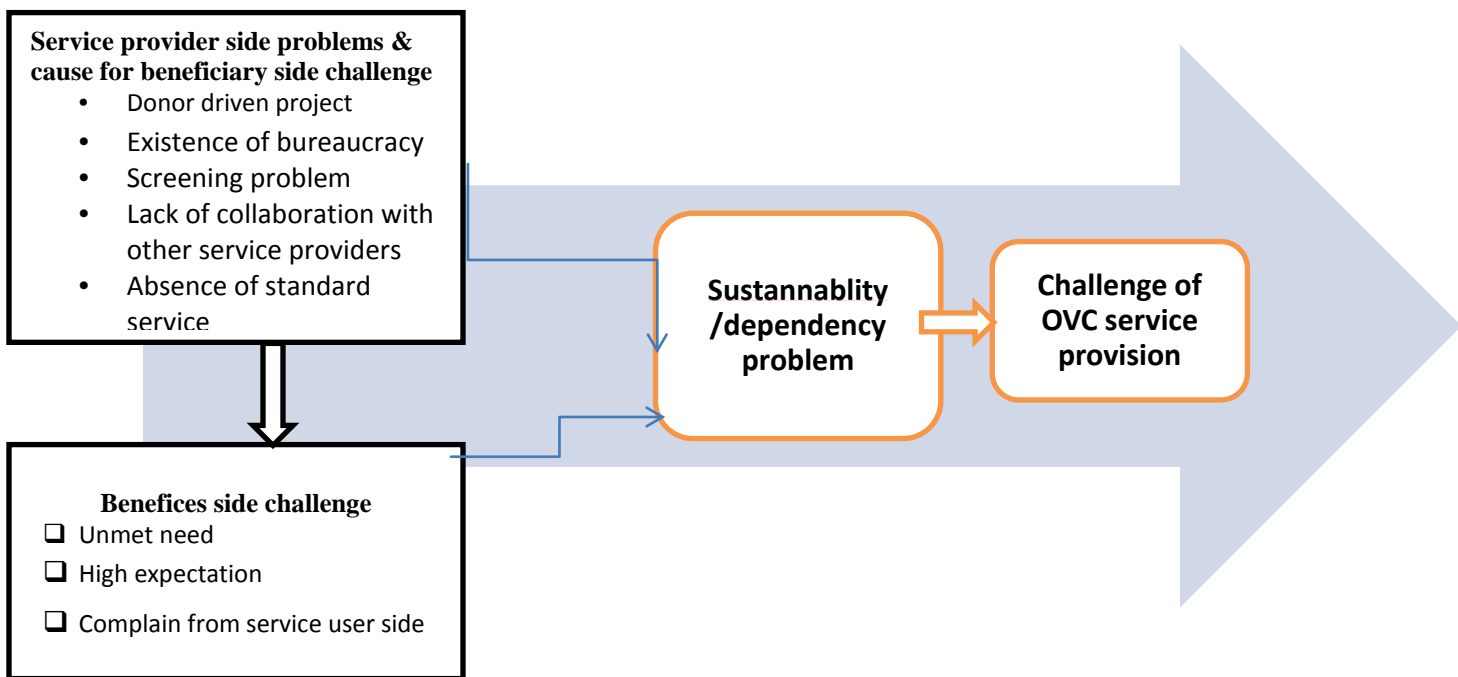 Service provider side problems &
cause for beneficiary side challenge
• Donor driven project
• Existence of bureaucracy
• Screening problem
• Lack of collaboration with
other service providers
• Absence of standard
service
Sustannablity
/dependency
problem
Challenge of
OVC service
provision
Benefices side challenge
❑ Unmet need
❑ High expectation
❑ Complain from service user side